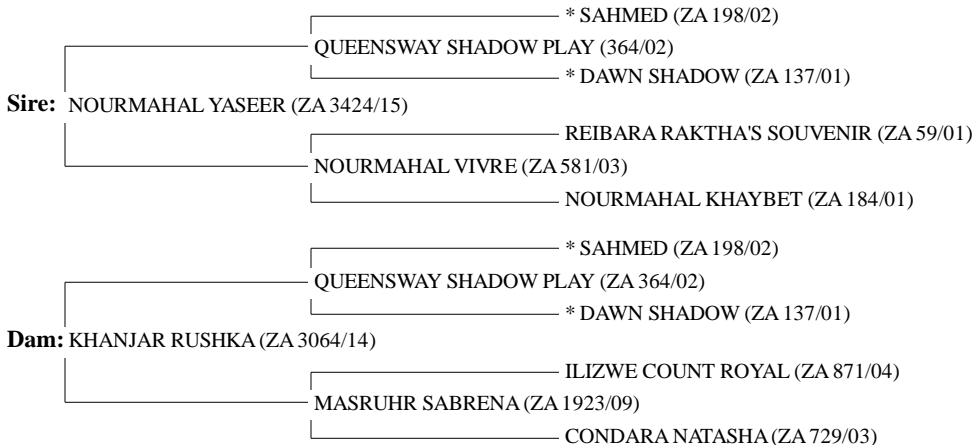 * SAHMED (ZA 198/02)
QUEENSWAY SHADOW PLAY (364/02)
* DAWN SHADOW (ZA 137/01)
Sire: NOURMAHAL YASEER (ZA 3424/15)
REIBARA RAKTHA'S SOUVENIR (ZA 59/01)
NOURMAHAL VIVRE (ZA 581/03)
NOURMAHAL KHAYBET (ZA 184/01)
* SAHMED (ZA 198/02)
QUEENSWAY SHADOW PLAY (ZA 364/02)
* DAWN SHADOW (ZA 137/01)
Dam: KHANJAR RUSHKA (ZA 3064/14)
ILIZWE COUNT ROYAL (ZA 871/04)
MASRUHR SABRENA (ZA 1923/09)
CONDARA NATASHA (ZA 729/03)